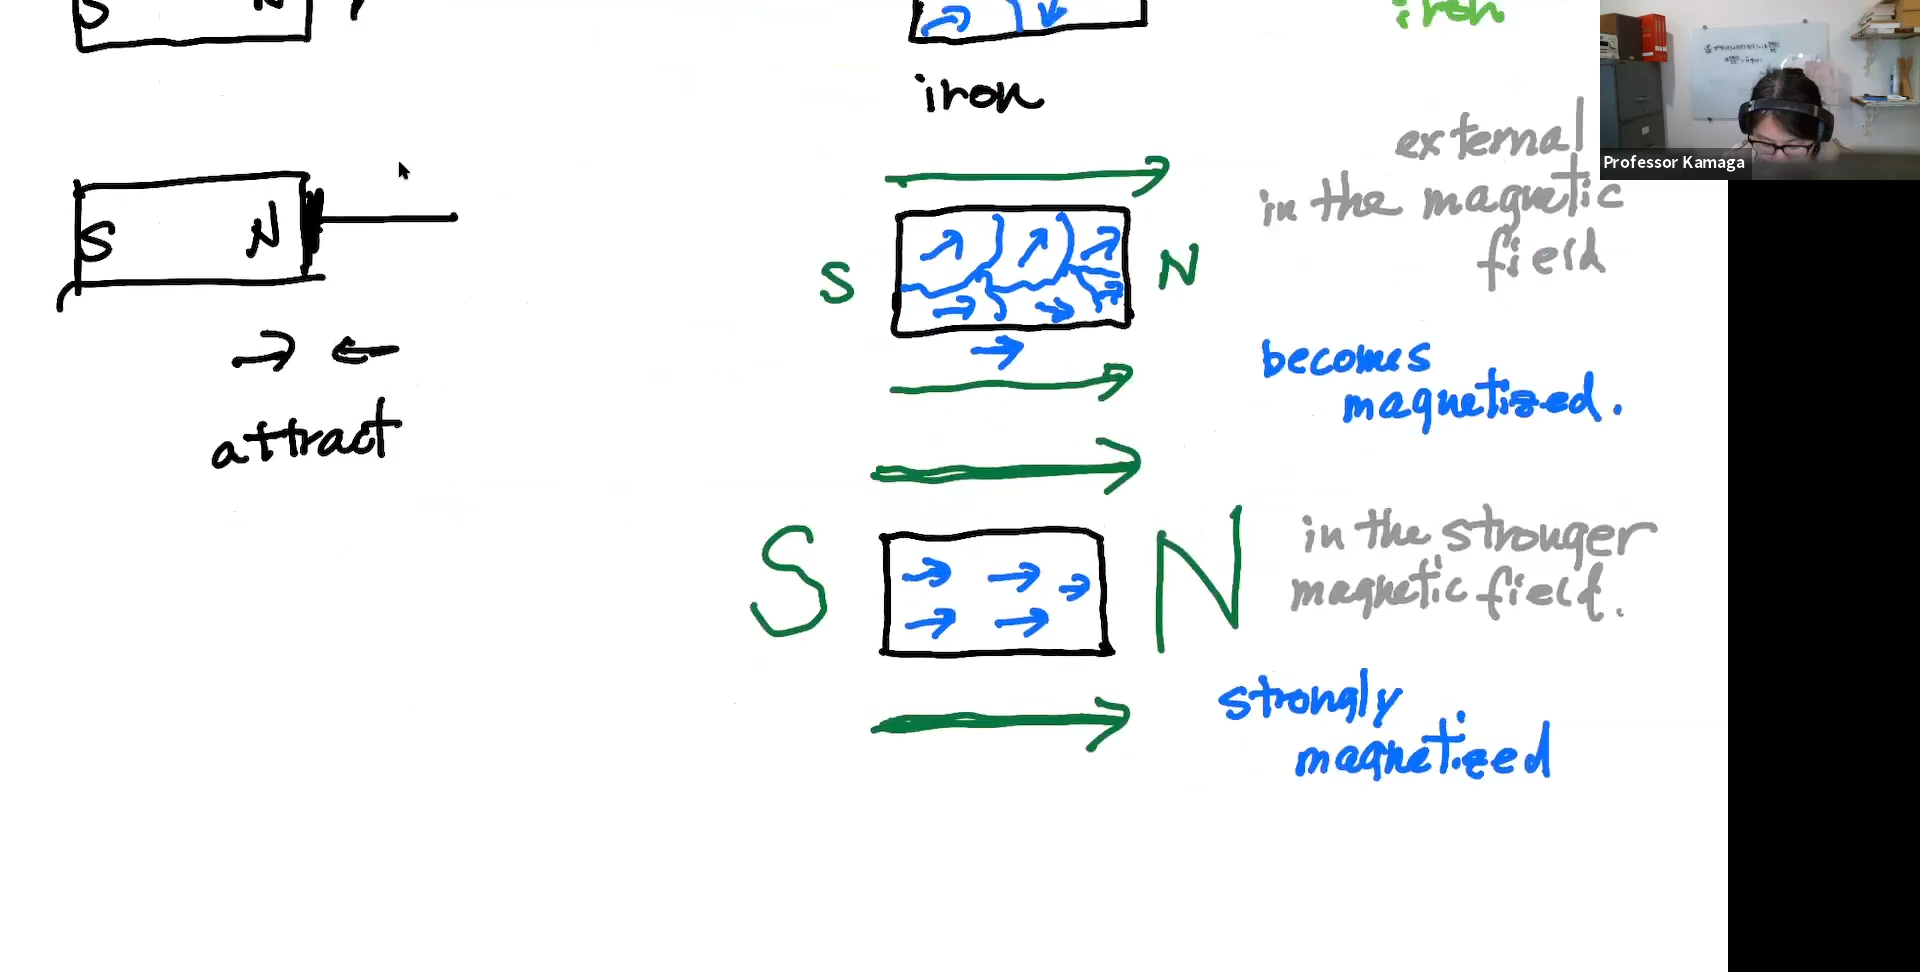 S N
iron
iron
external
in the magnetic
field
S N
S N
becomes
magnetized.
attract
S N
in the stronger
magnetic field.
strongly
magnetized
Professor Kamaga